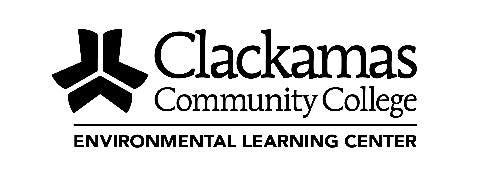 Clackamas
Community College
ENVIRONMENTAL LEARNING CENTER